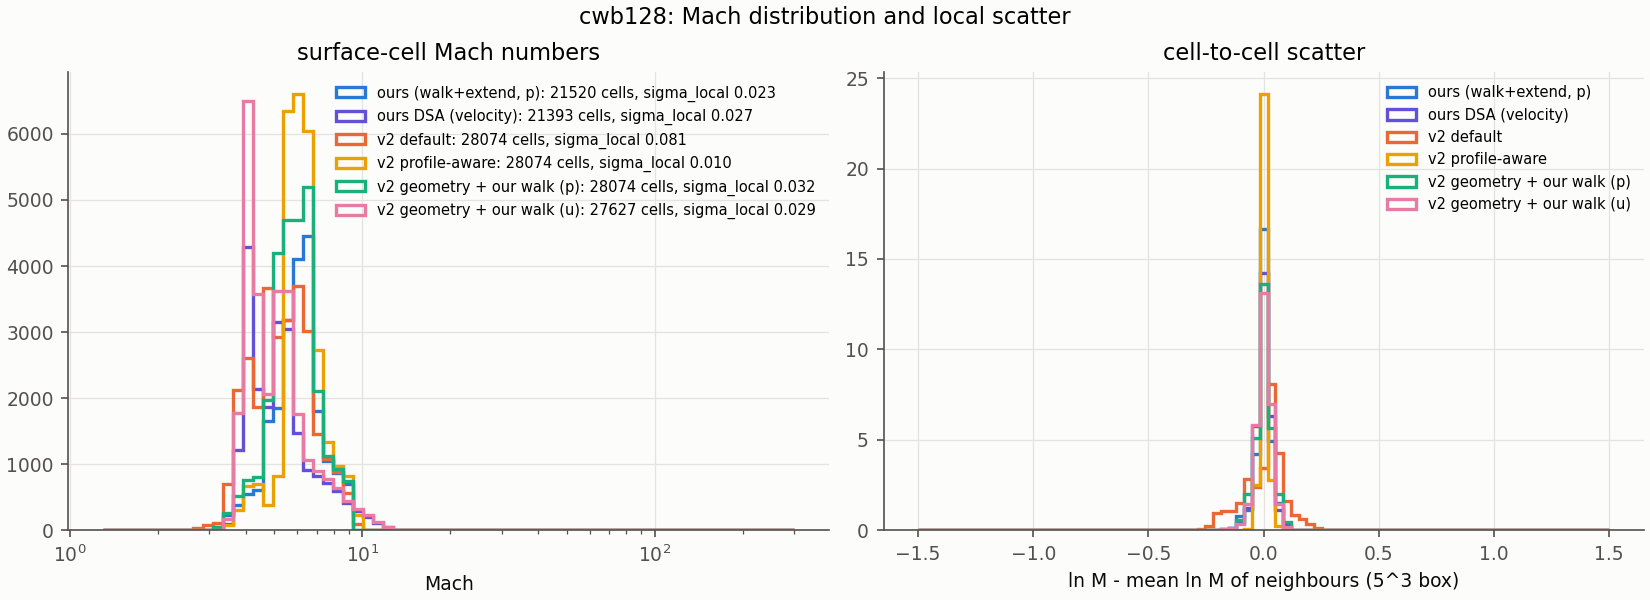 cwb128: Mach distribution and local scatter
surface-cell Mach numbers
ours (walk+extend, p): 21520 cells, sigma_local 0.023
ours DSA (velocity): 21393 cells, sigma_local 0.027
v2 default: 28074 cells, sigma_local 0.081
v2 profile-aware: 28074 cells, sigma_local 0.010
v2 geometry + our walk (p): 28074 cells, sigma_local 0.032
v2 geometry + our walk (u): 27627 cells, sigma_local 0.029
6000
5000
4000
3000
2000
1000
0
10⁰
10¹
10²
Mach
cell-to-cell scatter
ours (walk+extend, p)
ours DSA (velocity)
v2 default
v2 profile-aware
v2 geometry + our walk (p)
v2 geometry + our walk (u)
25
20
15
10
5
0
−1.5
−1.0
−0.5
0.0
0.5
1.0
1.5
ln M - mean ln M of neighbours (5^3 box)